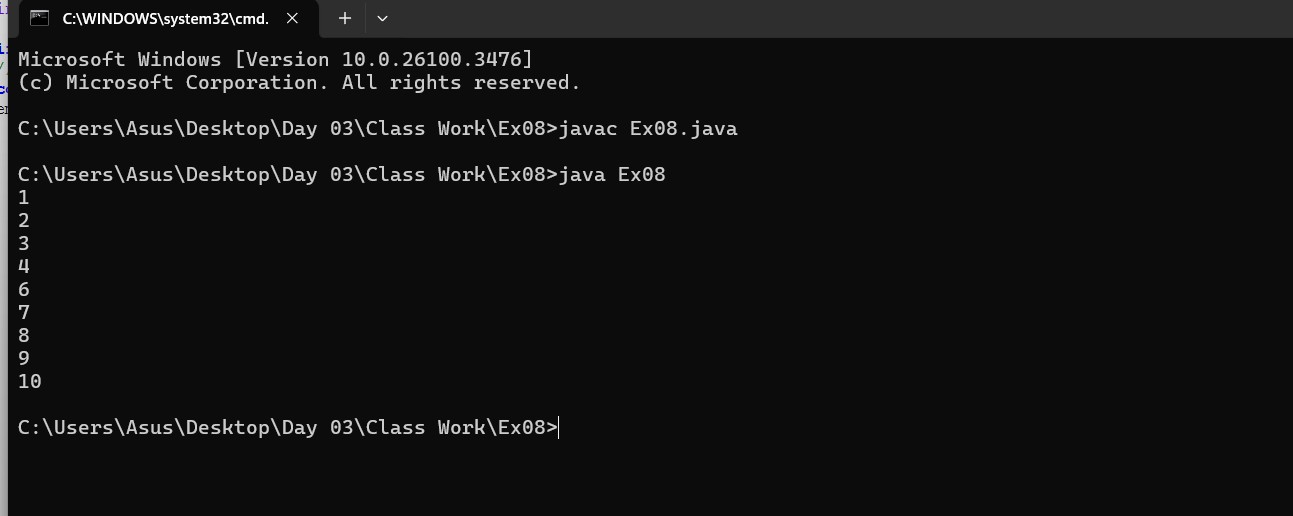 C:\WINDOWS\system32\cmd.
Microsoft Windows [Version 10.0.26100.3476]
(c) Microsoft Corporation. All rights reserved.
C:\Users\Asus\Desktop\Day 03\Class Work\Ex08>javac Ex08.java
C:\Users\Asus\Desktop\Day 03\Class Work\Ex08>java Ex08
1
2
3
4
6
7
8
9
10
C:\Users\Asus\Desktop\Day 03\Class Work\Ex08>